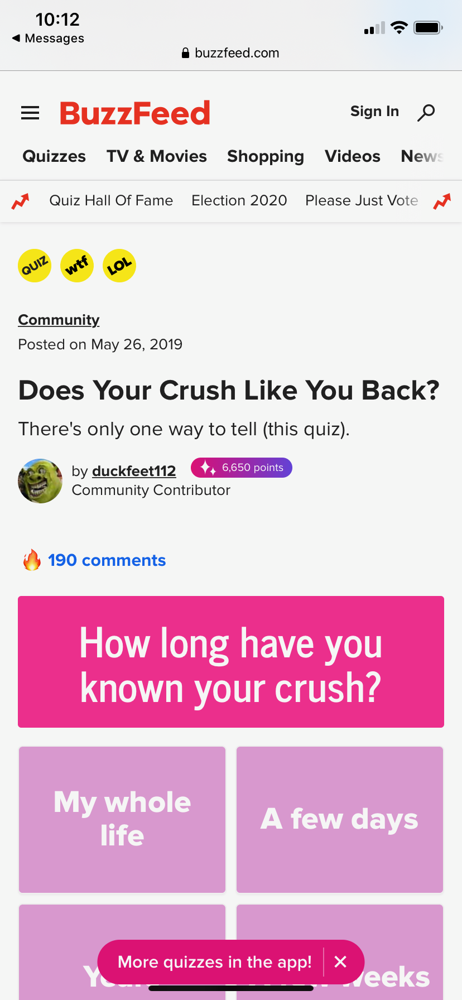 10:12
◀ Messages
buzzfeed.com
BuzzFeed
Sign In
Quizzes TV & Movies Shopping Videos News
Quiz Hall Of Fame Election 2020 Please Just Vote
QUIZ wtf LOL
Community
Posted on May 26, 2019
Does Your Crush Like You Back?
There's only one way to tell (this quiz).
by duckfeet112 6,650 points
Community Contributor
190 comments
How long have you
known your crush?
My whole
life
A few days
More quizzes in the app! ×
weeks